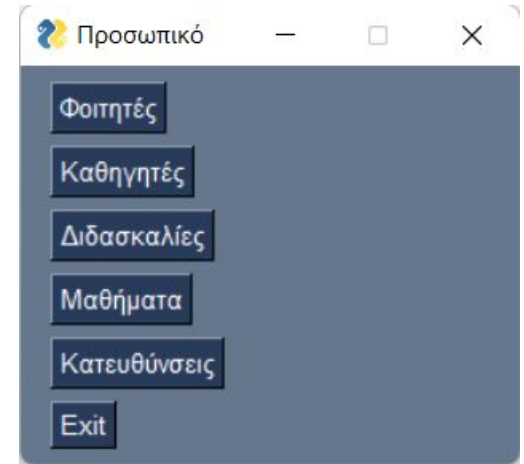 Προσωπικό
Φοιτητές
Καθηγητές
Διδασκαλίες
Μαθήματα
Κατευθύνσεις
Exit